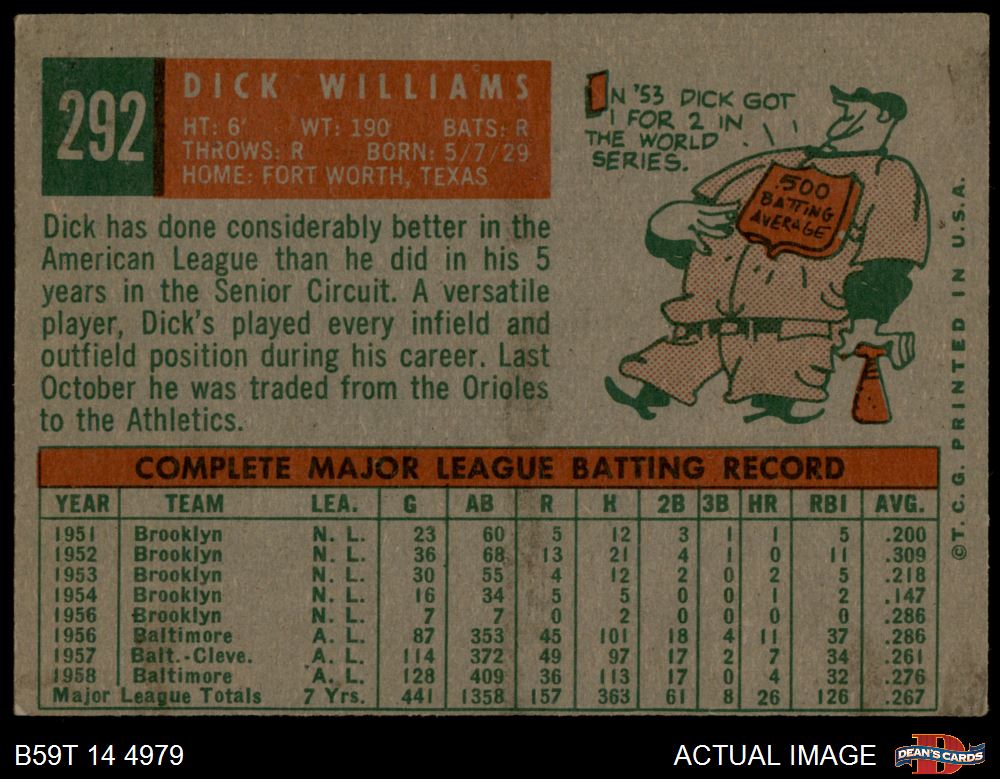 292
DICK WILLIAMS
HT: 6' WT: 190 BATS: R
THROWS: R BORN: 5/7/29
HOME: FORT WORTH, TEXAS
IN '53 DICK GOT
1 FOR 2 IN
THE WORLD
SERIES.
.500
BATTING
AVERAGE
Dick has done considerably better in the
American League than he did in his 5
years in the Senior Circuit. A versatile
player, Dick's played every infield and
outfield position during his career. Last
October he was traded from the Orioles
to the Athletics.
COMPLETE MAJOR LEAGUE BATTING RECORD
YEAR TEAM LEA. G AB R H 2B 3B HR RBI AVG.
1951 Brooklyn N. L. 23 60 5 12 3 1 1 5 .200
1952 Brooklyn N. L. 36 68 13 21 4 1 0 11 .309
1953 Brooklyn N. L. 30 55 4 12 2 0 2 5 .218
1954 Brooklyn N. L. 16 34 5 5 0 0 1 2 .147
1956 Brooklyn N. L. 7 7 0 2 0 0 0 0 .286
1956 Baltimore A. L. 87 353 45 101 18 4 11 37 .286
1957 Balt.-Cleve. A. L. 114 372 49 97 17 2 7 34 .261
1958 Baltimore A. L. 128 409 36 113 17 0 4 32 .276
Major League Totals 7 Yrs. 441 1358 157 363 61 8 26 126 .267
©T. C. G. PRINTED IN U.S.A.
B59T 14 4979
ACTUAL IMAGE
DEAN'S CARDS